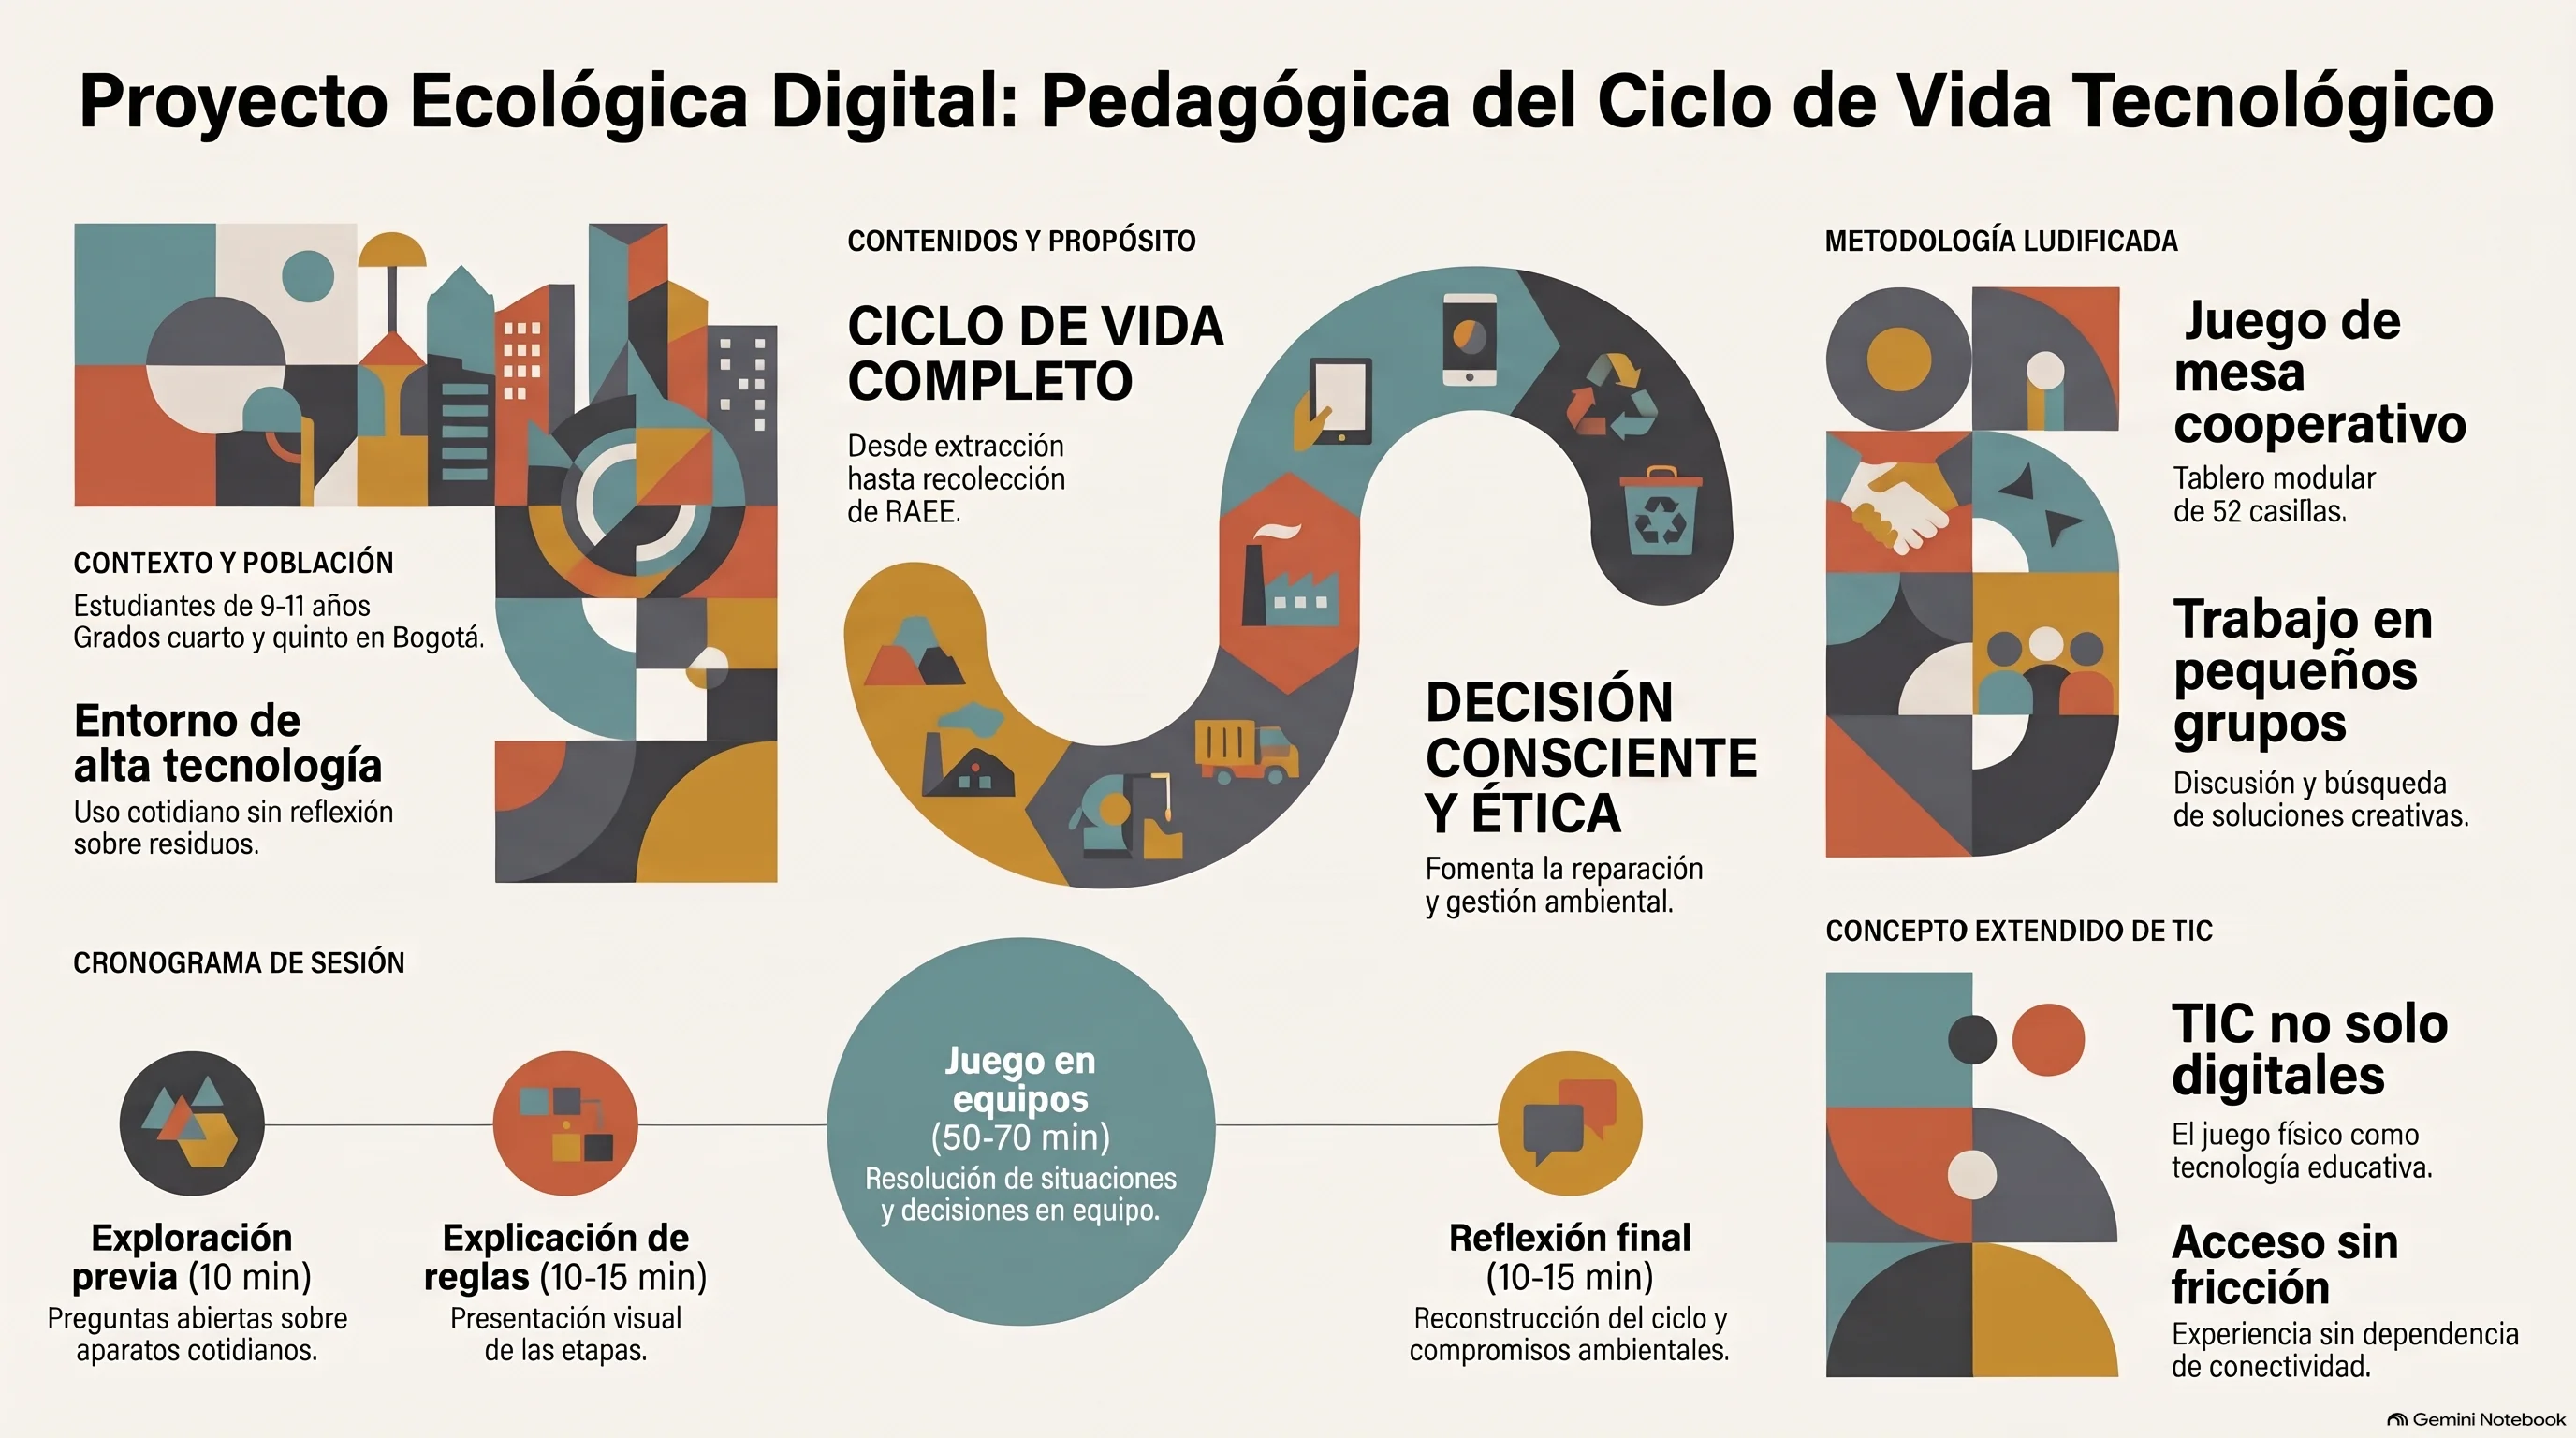 Proyecto Ecológica Digital: Pedagógica del Ciclo de Vida Tecnológico
CONTEXTO Y POBLACIÓN
Estudiantes de 9-11 años
Grados cuarto y quinto en Bogotá.
Entorno de
alta tecnología
Uso cotidiano sin reflexión
sobre residuos.
CONTENIDOS Y PROPÓSITO
CICLO DE VIDA
COMPLETO
Desde extracción
hasta recolección
de RAEE.
DECISIÓN
CONSCIENTE
Y ÉTICA
Fomenta la reparación
y gestión ambiental.
METODOLOGÍA LUDIFICADA
Juego de
mesa
cooperativo
Tablero modular
de 52 casillas.
Trabajo en
pequeños
grupos
Discusión y búsqueda
de soluciones creativas.
CONCEPTO EXTENDIDO DE TIC
TIC no solo
digitales
El juego físico como
tecnología educativa.
Acceso sin
fricción
Experiencia sin dependencia
de conectividad.
CRONOGRAMA DE SESIÓN
Exploración
previa (10 min)
Preguntas abiertas sobre
aparatos cotidianos.
Explicación de
reglas (10-15 min)
Presentación visual
de las etapas.
Juego en
equipos
(50-70 min)
Resolución de situaciones
y decisiones en equipo.
Reflexión final
(10-15 min)
Reconstrucción del ciclo y
compromisos ambientales.
Gemini Notebook